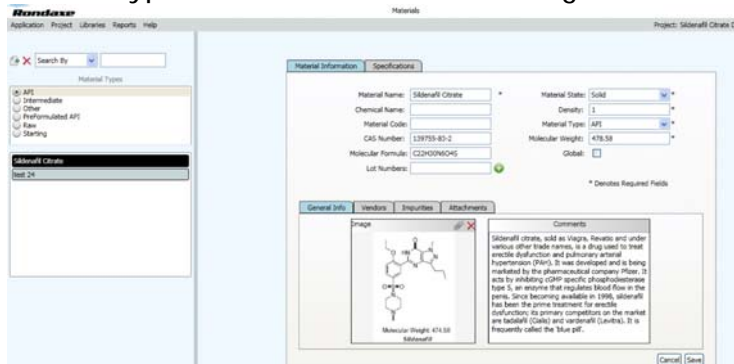 Rondaxe
Materials
Application Project Libraries Reports Help
Project: Sildenafil Citrate D
Search By
Material Types
API
Intermediate
Other
PreFormulated API
Raw
Starting
Sildenafil Citrate
test 24
Material Information Specifications
Material Name: Sildenafil Citrate * Material State: Solid *
Chemical Name: Density: 1 *
Material Code: Material Type: API *
CAS Number: 139755-83-2 Molecular Weight: 478.58 *
Molecular Formula: C22H30N6O4S Global:
Lot Numbers:
* Denotes Required Fields
General Info Vendors Impurities Attachments
Image
Molecular Weight: 474.58
Sildenafil
Comments
Sildenafil citrate, sold as Viagra, Revatio and under
various other trade names, is a drug used to treat
erectile dysfunction and pulmonary arterial
hypertension (PAH). It was developed and is being
marketed by the pharmaceutical company Pfizer. It
acts by inhibiting cGMP specific phosphodiesterase
type 5, an enzyme that regulates blood flow in the
penis. Since becoming available in 1998, sildenafil
has been the prime treatment for erectile
dysfunction; its primary competitors on the market
are tadalafil (Cialis) and vardenafil (Levitra). It is
frequently called the 'blue pill'.
Cancel Save